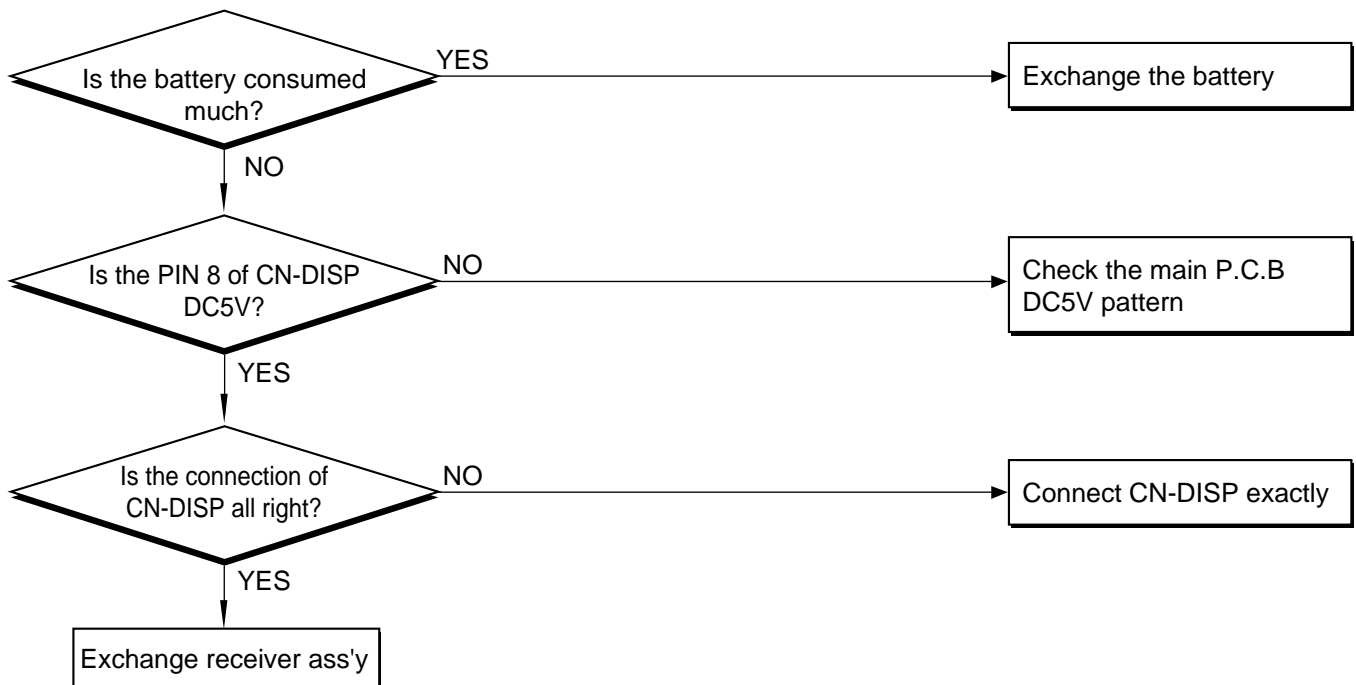 Is the battery consumed
much?
YES
Exchange the battery
NO
Is the PIN 8 of CN-DISP
DC5V?
NO
Check the main P.C.B
DC5V pattern
YES
Is the connection of
CN-DISP all right?
NO
Connect CN-DISP exactly
YES
Exchange receiver ass'y